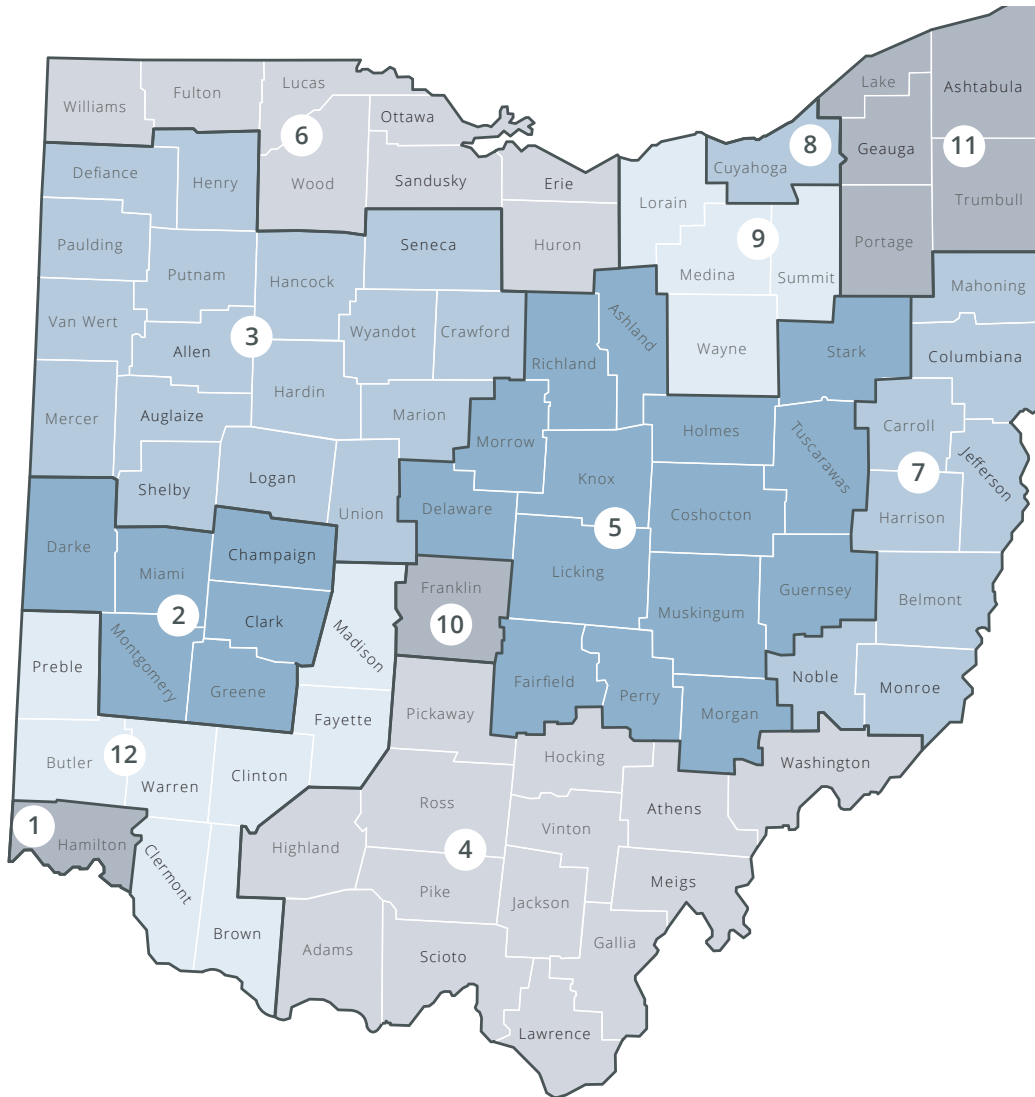 Lucas
Fulton
Williams
Ottawa
6
Wood
Sandusky
Erie
Huron
Lake
Ashtabula
8
11
Geauga
Cuyahoga
Trumbull
Portage
Lorain
9
Medina
Summit
Wayne
Defiance
Henry
Paulding
Putnam
Hancock
Seneca
Van Wert
3
Allen
Wyandot
Crawford
Mercer
Auglaize
Hardin
Marion
Shelby
Logan
Union
Ashland
Richland
Stark
Morrow
Holmes
Tuscarawas
Knox
Delaware
Coshocton
5
Licking
Guernsey
Muskingum
Fairfield
Perry
Morgan
Mahoning
Columbiana
Carroll
Jefferson
7
Harrison
Belmont
Noble
Monroe
Darke
Miami
Champaign
2
Clark
Montgomery
Greene
Franklin
10
Madison
Preble
Fayette
Butler
12
Warren
Clinton
Clermont
Brown
1
Hamilton
Pickaway
Hocking
Washington
Ross
Athens
Vinton
Highland
4
Pike
Meigs
Jackson
Gallia
Adams
Scioto
Lawrence